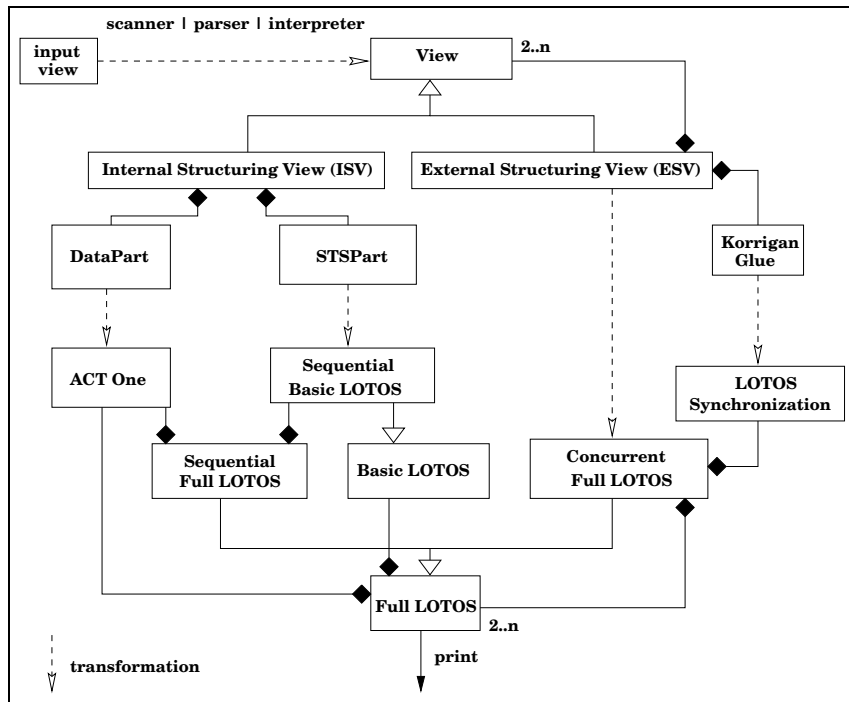 scanner | parser | interpreter
input
view
View
2..n
Internal Structuring View (ISV)
External Structuring View (ESV)
DataPart
STSPart
Korrigan
Glue
ACT One
Sequential
Basic LOTOS
LOTOS
Synchronization
Sequential
Full LOTOS
Basic LOTOS
Concurrent
Full LOTOS
Full LOTOS
2..n
print
transformation